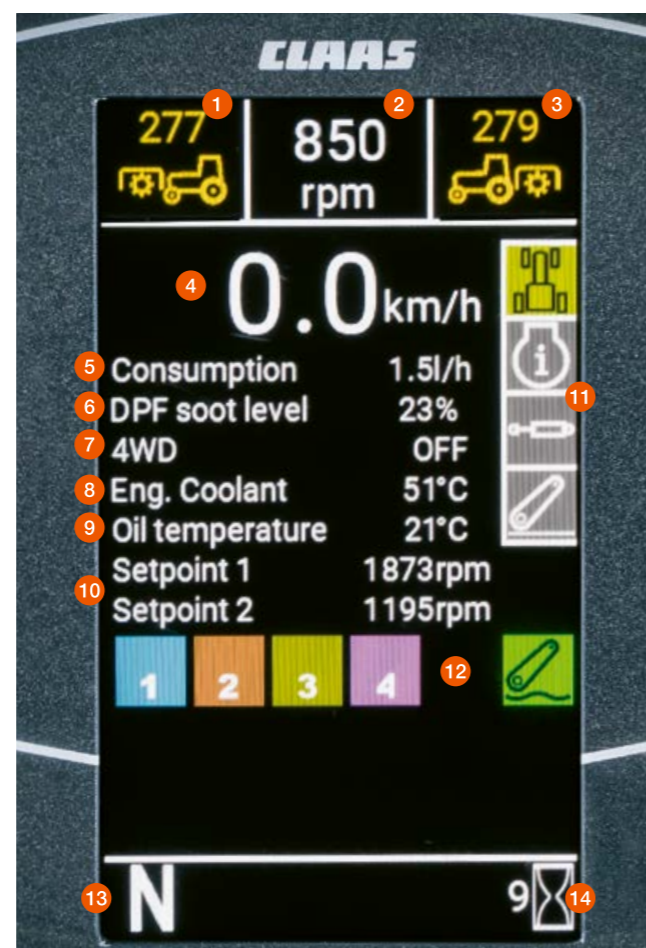 CLAAS
1 2 3
277 850 279
rpm
4 0.0 km/h
5 Consumption 1.5l/h
6 DPF soot level 23%
11
7 4WD OFF
8 Eng. Coolant 51°C
9 Oil temperature 21°C
Setpoint 1 1873rpm
10
Setpoint 2 1195rpm
1 2 3 4 12
13 N 9 14